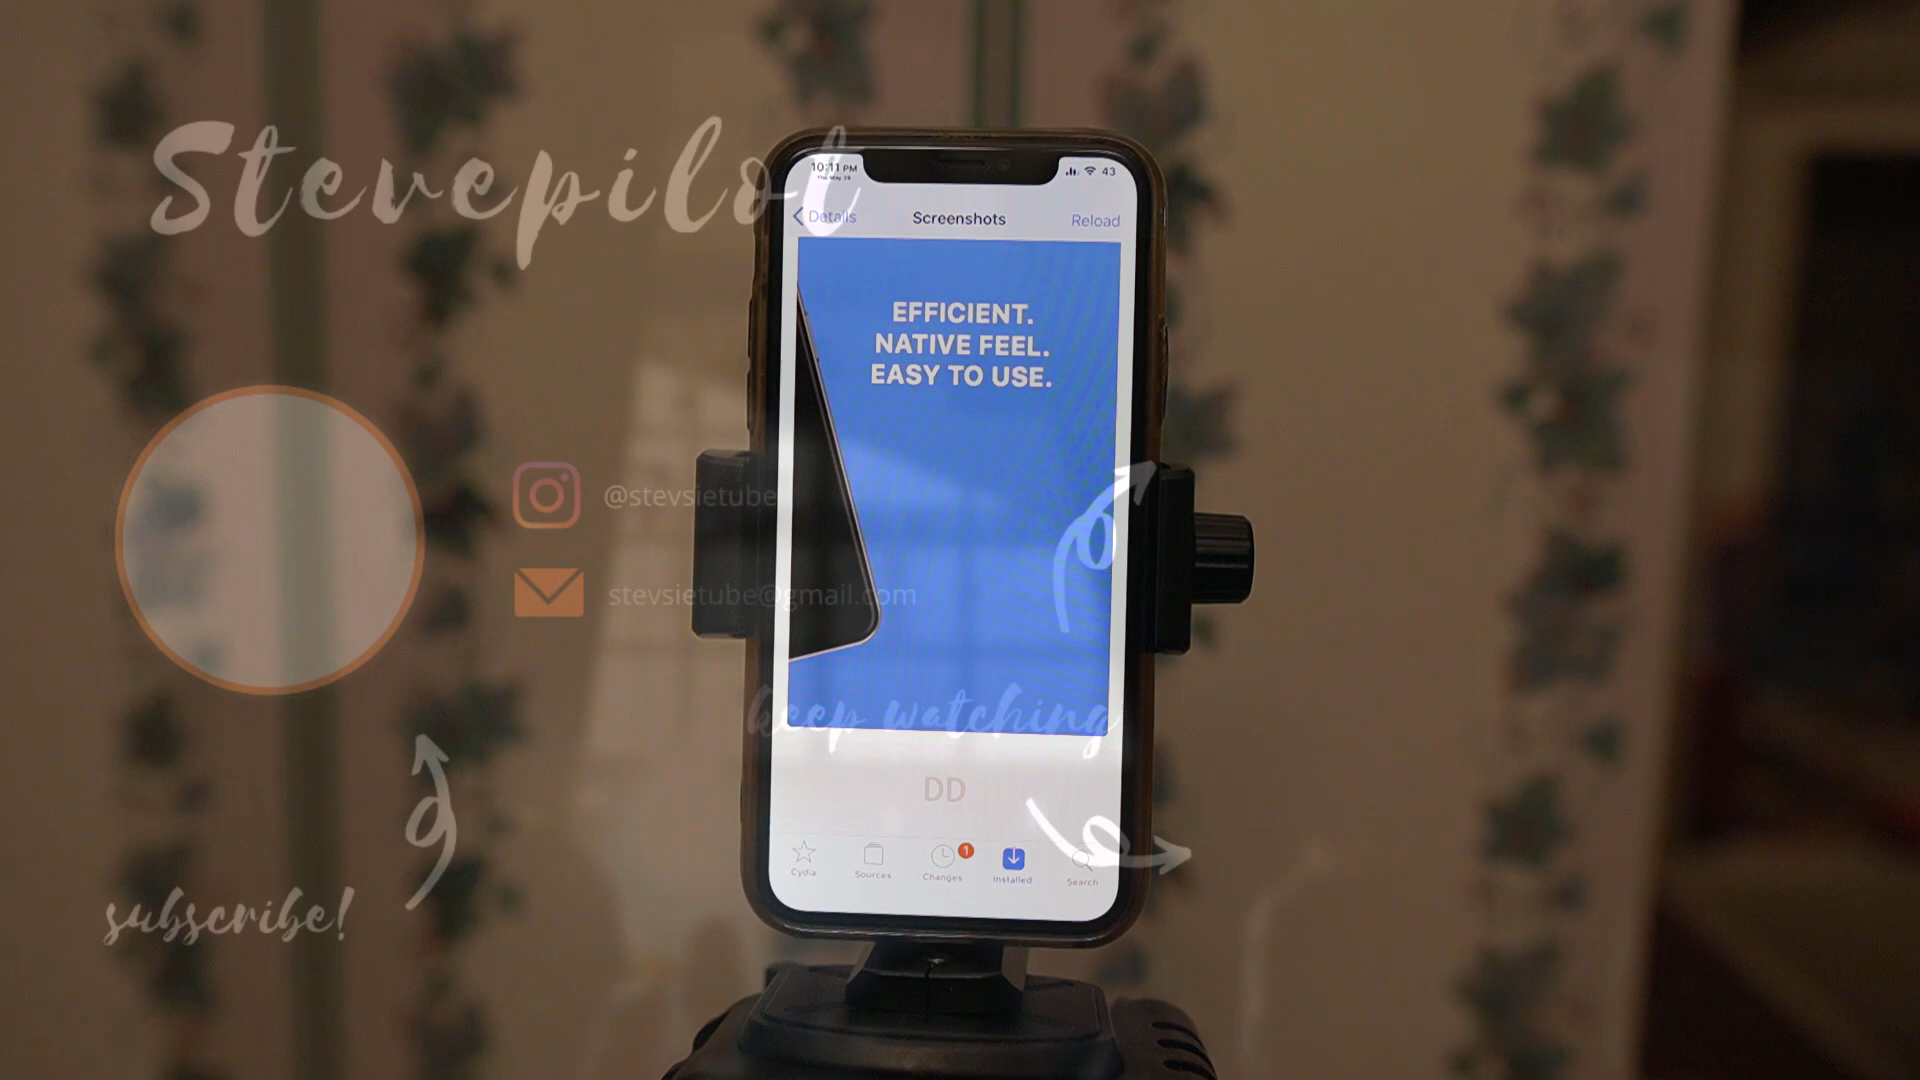 Stevepilot
10:11 PM
43
Details
Screenshots
Reload
EFFICIENT.
NATIVE FEEL.
EASY TO USE.
@stevsietube
stevsietube@gmail.com
keep watching
DD
1
Cydia
Sources
Changes
Installed
Search
subscribe!